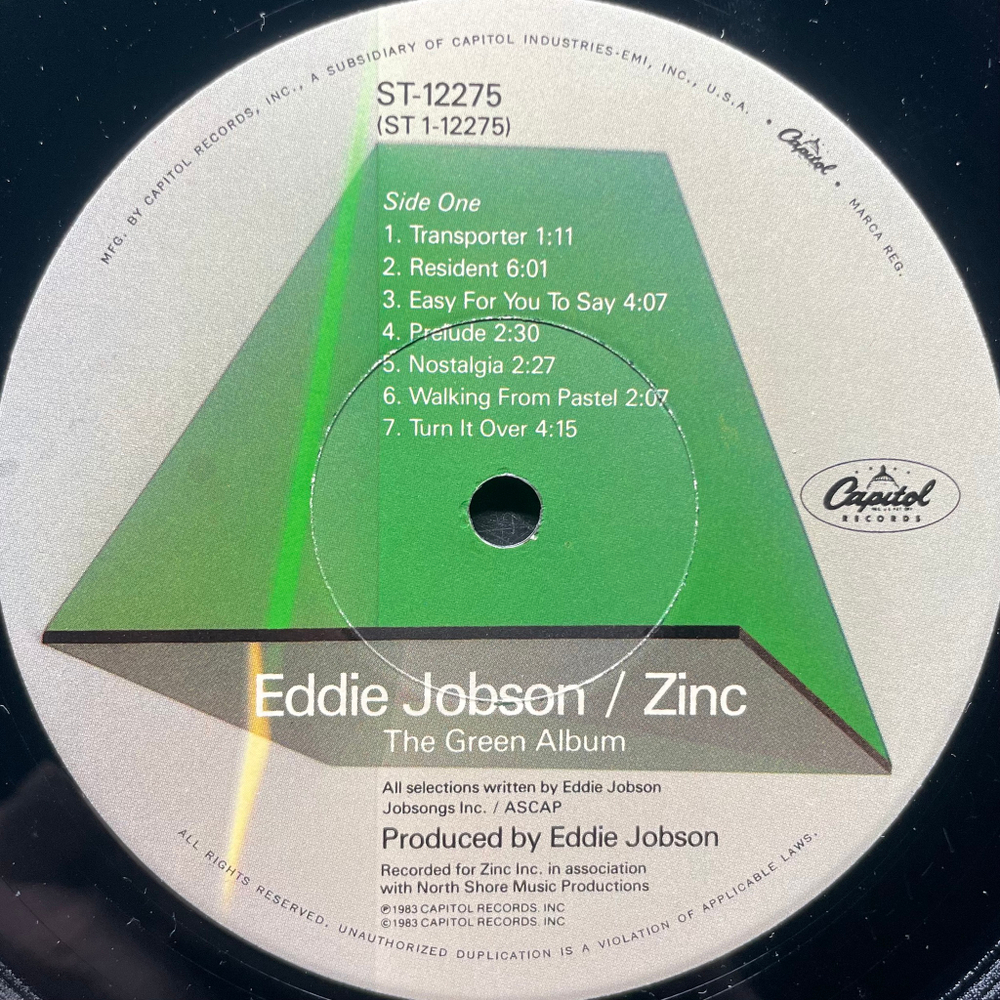 MFG. BY CAPITOL RECORDS, INC., A SUBSIDIARY OF CAPITOL INDUSTRIES-EMI, INC., U.S.A. • Capitol • MARCA REG.
ST-12275
(ST 1-12275)
Side One
1. Transporter 1:11
2. Resident 6:01
3. Easy For You To Say 4:07
4. Prelude 2:30
5. Nostalgia 2:27
6. Walking From Pastel 2:07
7. Turn It Over 4:15
Capitol
RECORDS
Eddie Jobson / Zinc
The Green Album
All selections written by Eddie Jobson
Jobsongs Inc. / ASCAP
Produced by Eddie Jobson
Recorded for Zinc Inc. in association
with North Shore Music Productions
℗1983 CAPITOL RECORDS. INC
©1983 CAPITOL RECORDS. INC
ALL RIGHTS RESERVED. UNAUTHORIZED DUPLICATION IS A VIOLATION OF APPLICABLE LAWS.